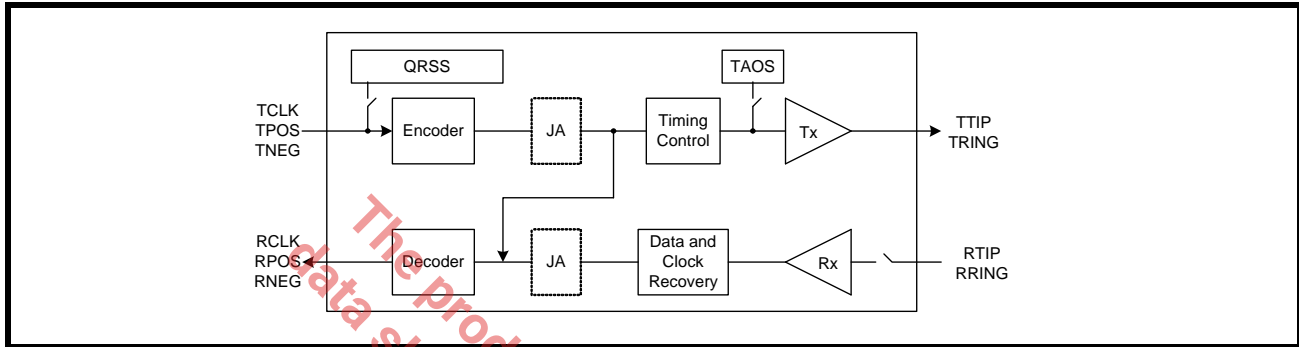 QRSS
TAOS
TCLK
TPOS
TNEG
Encoder
JA
Timing
Control
Tx
TTIP
TRING
RCLK
RPOS
RNEG
Decoder
JA
Data and
Clock
Recovery
Rx
RTIP
RRING
The prod
data sh